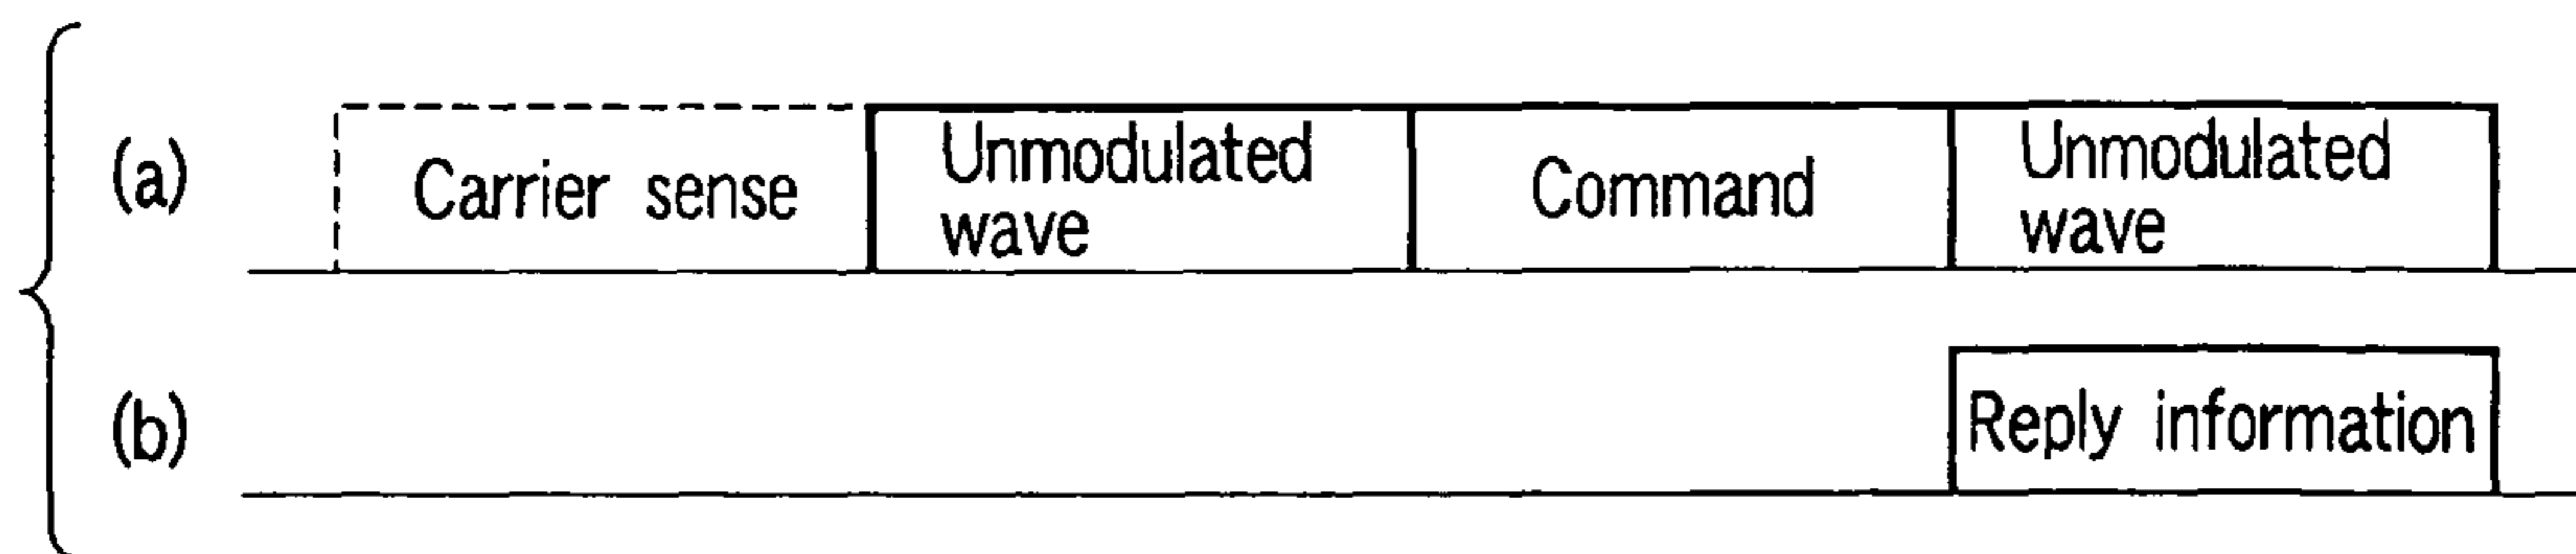 (a)
Carrier sense
Unmodulated
wave
Command
Unmodulated
wave
(b)
Reply information